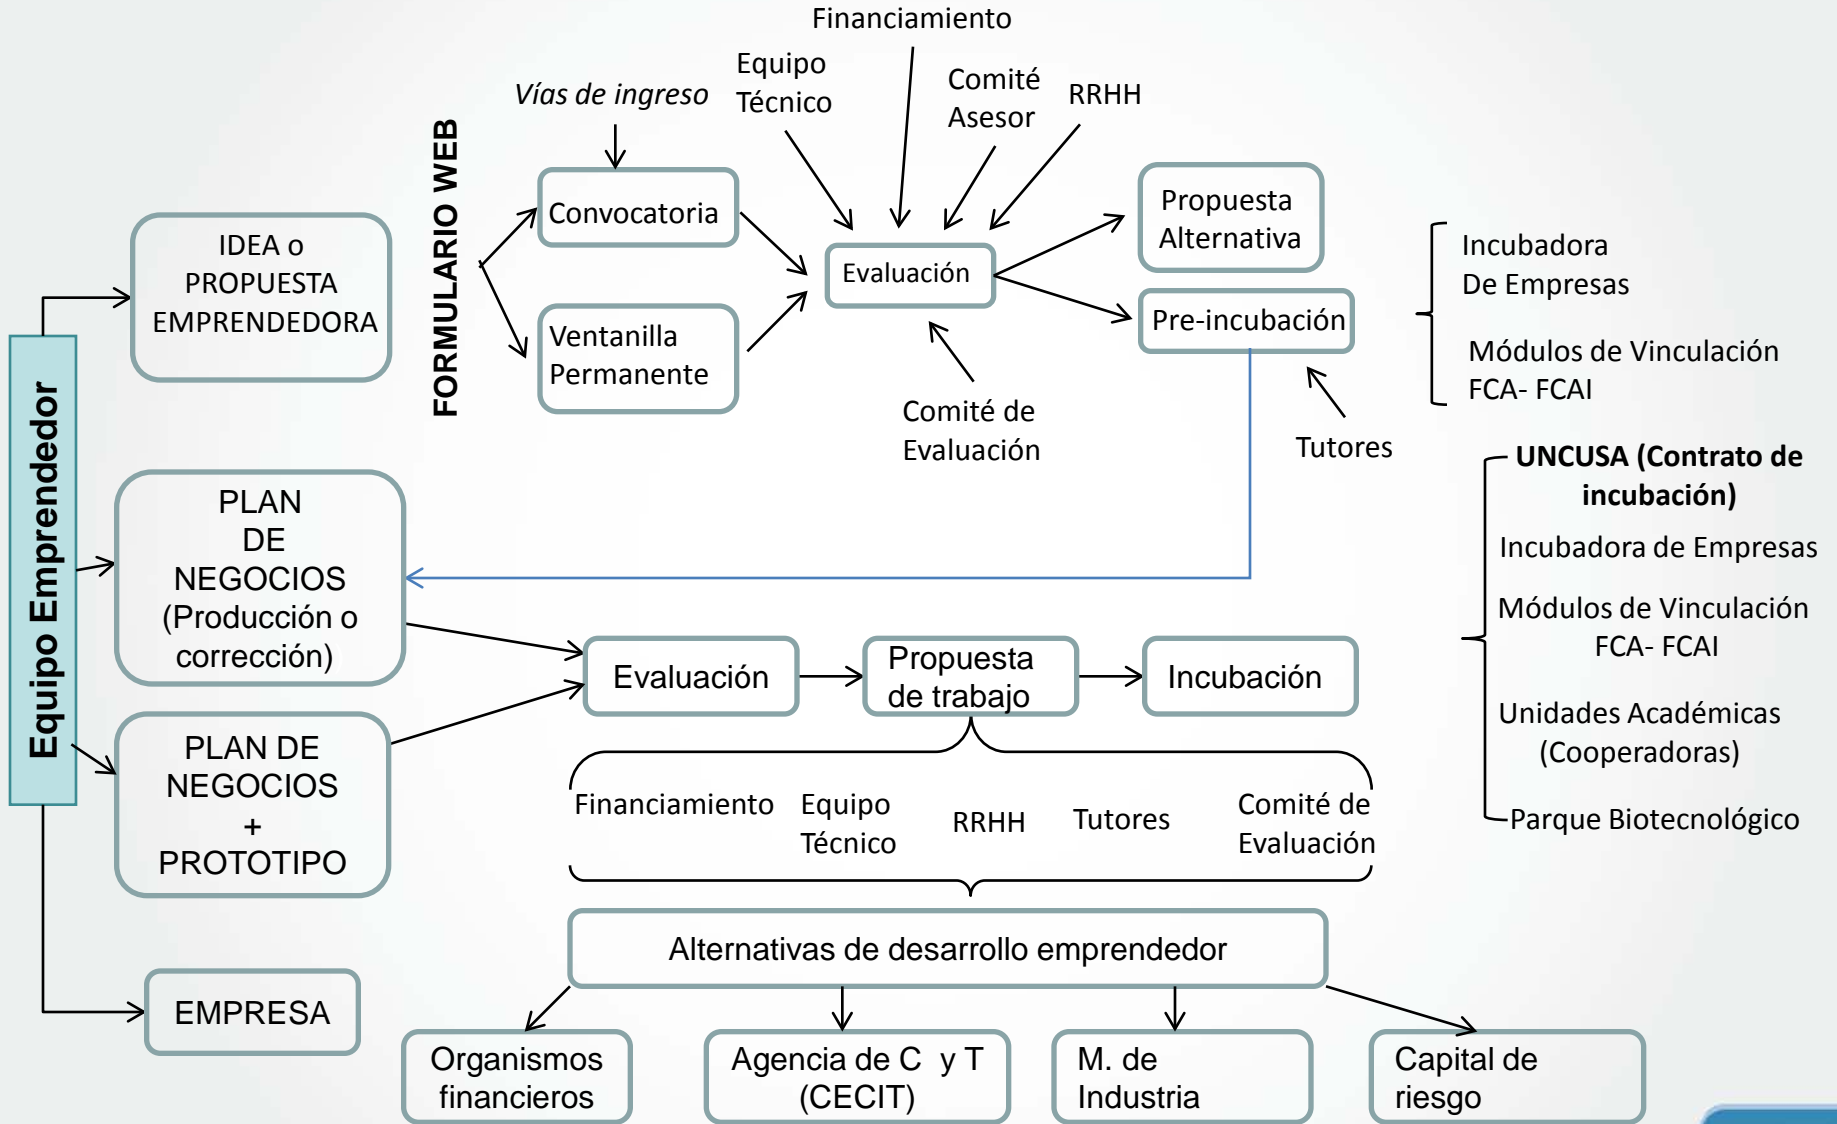 Financiamiento
Equipo
Técnico
Comité
Asesor
RRHH
Vías de ingreso
FORMULARIO WEB
Convocatoria
Ventanilla
Permanente
Evaluación
Propuesta
Alternativa
Pre-incubación
Comité de
Evaluación
Tutores
Incubadora
De Empresas
Módulos de Vinculación
FCA- FCAI
Equipo Emprendedor
IDEA o
PROPUESTA
EMPRENDEDORA
PLAN
DE
NEGOCIOS
(Producción o
corrección)
PLAN DE
NEGOCIOS
+
PROTOTIPO
EMPRESA
Evaluación
Propuesta
de trabajo
Incubación
UNCUSA (Contrato de
incubación)
Incubadora de Empresas
Módulos de Vinculación
FCA- FCAI
Unidades Académicas
(Cooperadoras)
Parque Biotecnológico
Financiamiento
Equipo
Técnico
RRHH
Tutores
Comité de
Evaluación
Alternativas de desarrollo emprendedor
Organismos
financieros
Agencia de C y T
(CECIT)
M. de
Industria
Capital de
riesgo